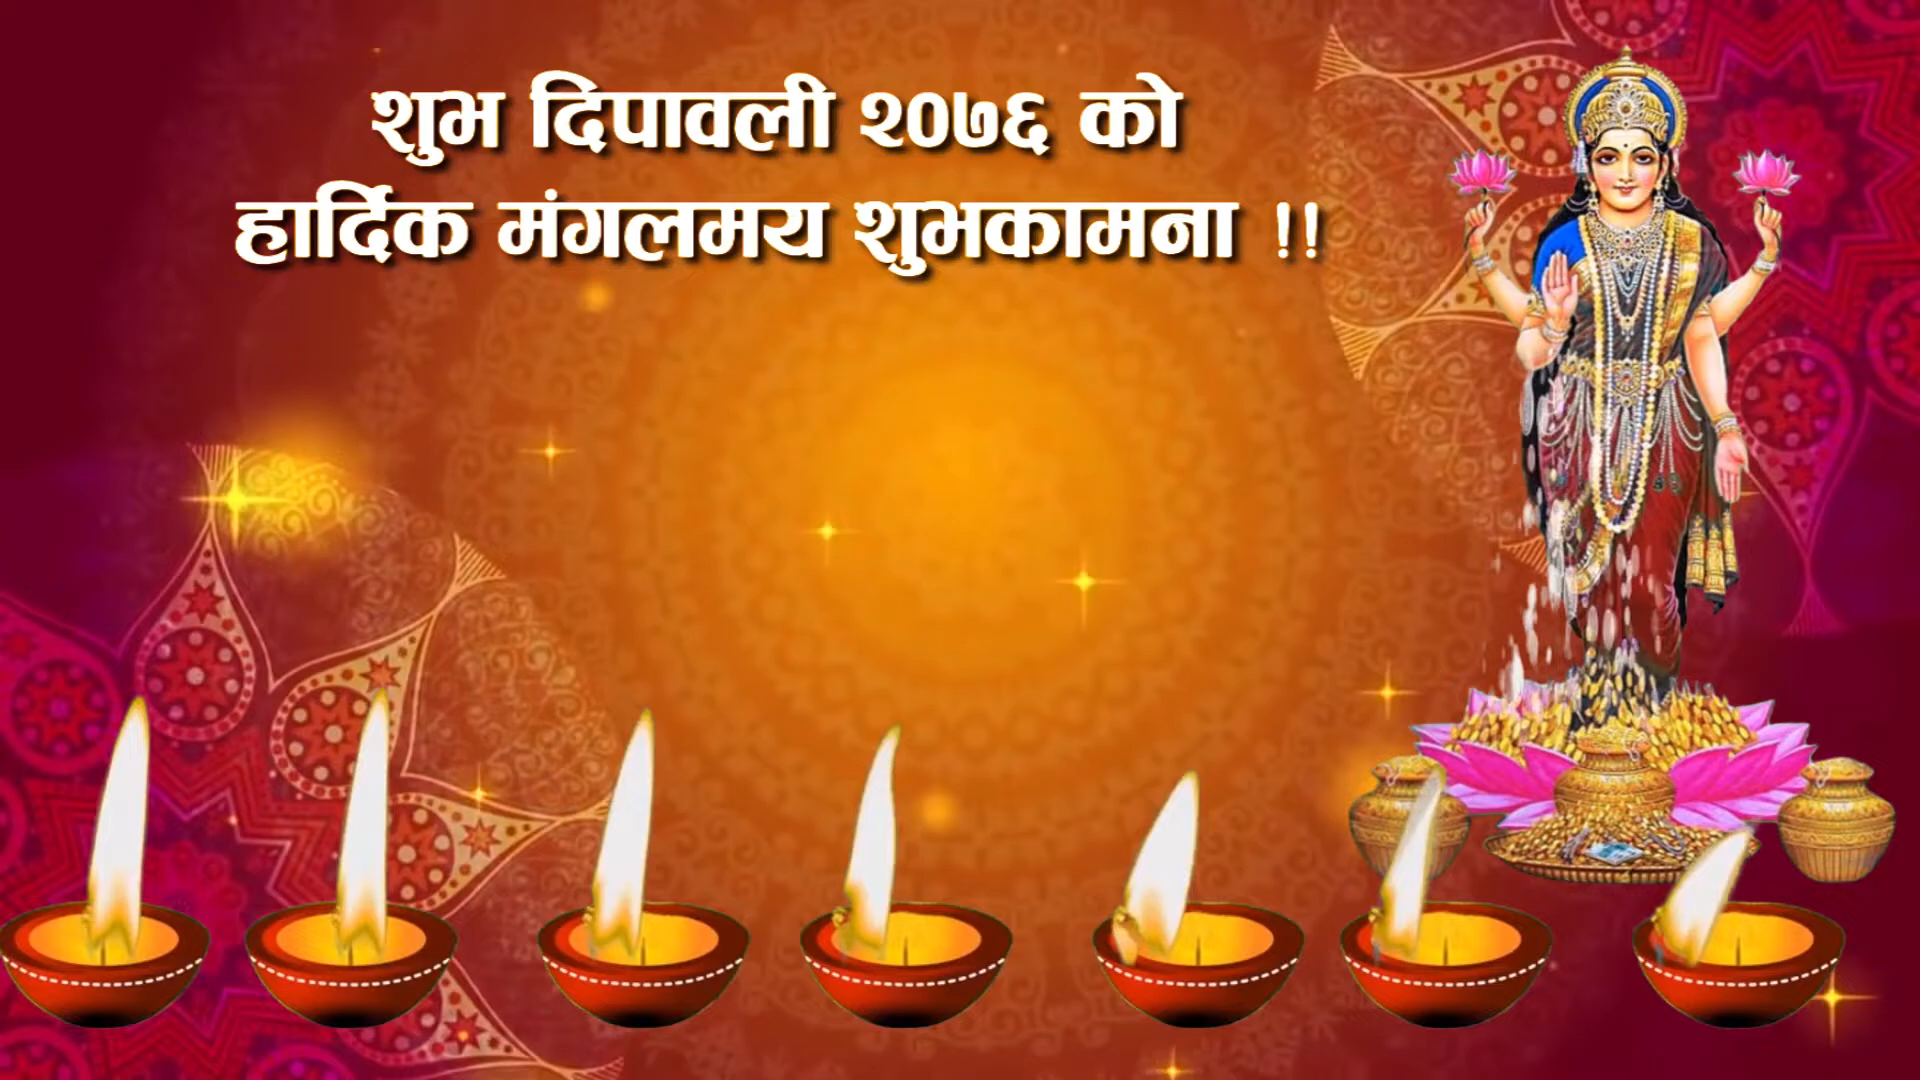 शुभ दिपावली २०७६ को
हार्दिक मंगलमय शुभकामना !!